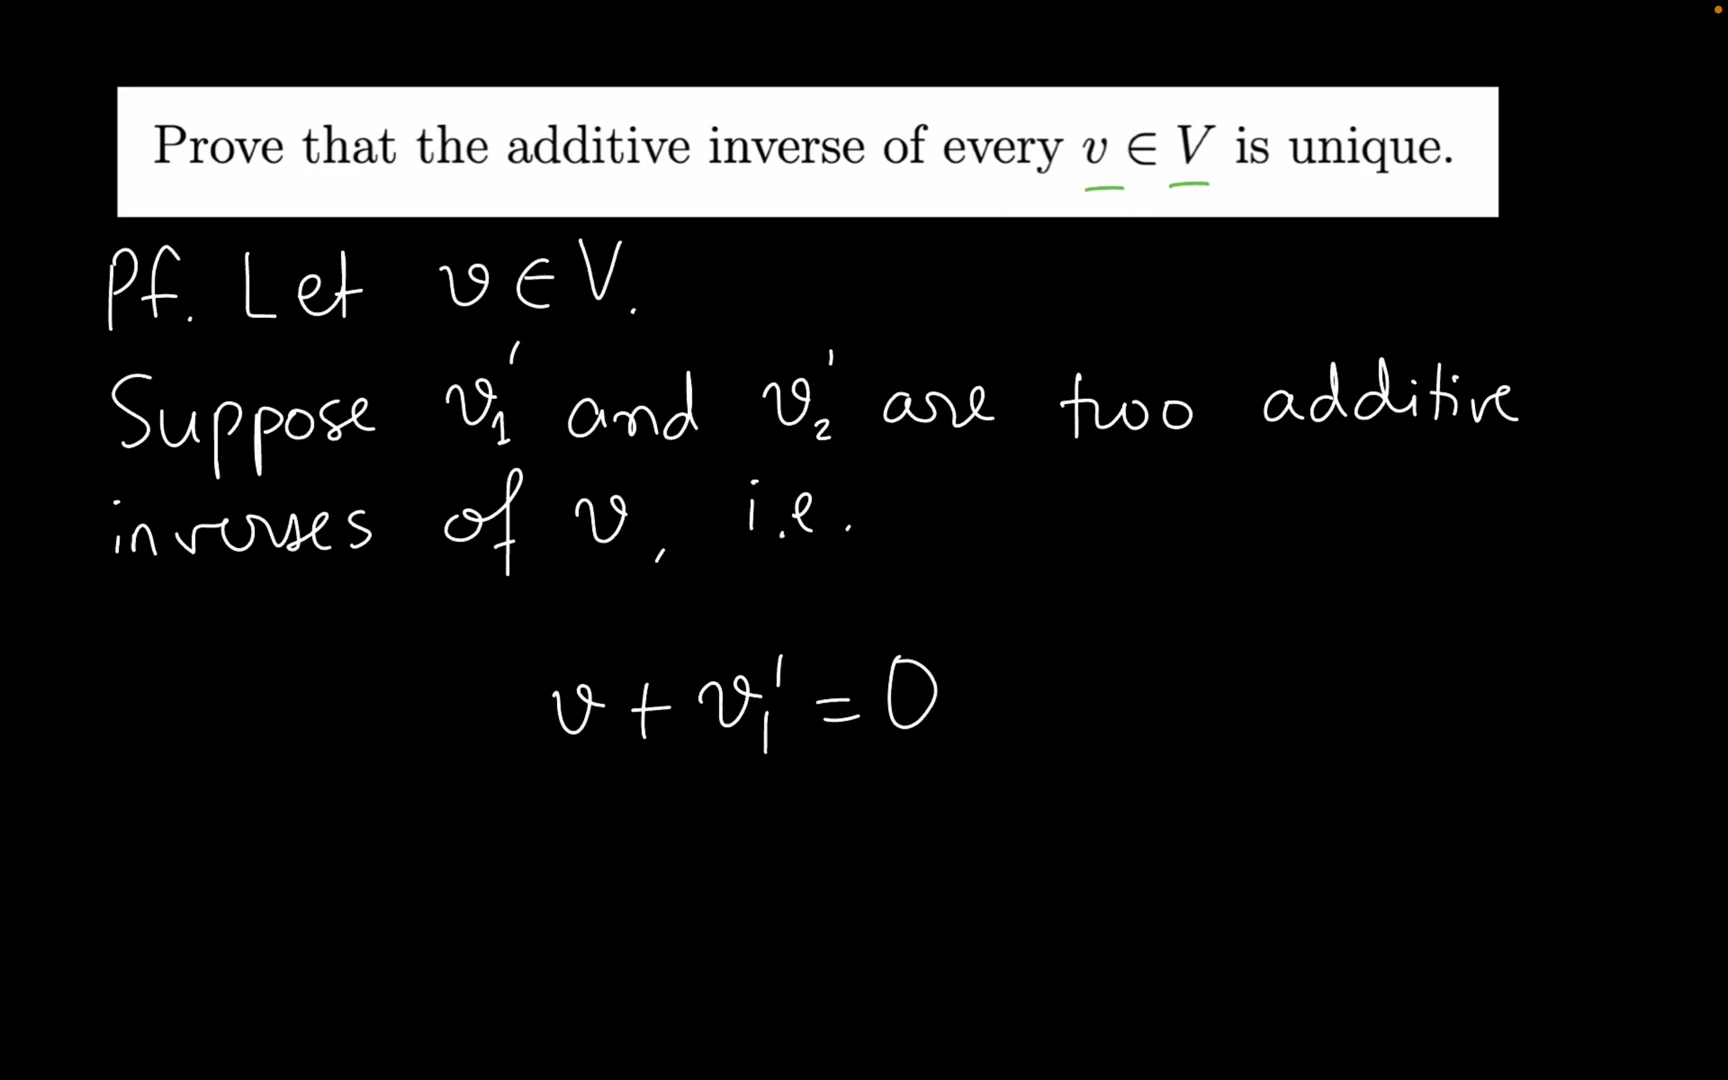 Prove that the additive inverse of every v ∈ V is unique.
Pf. Let v ∈ V.
Suppose v₁' and v₂' are two additive
inverses of v, i.e.
v + v₁' = 0